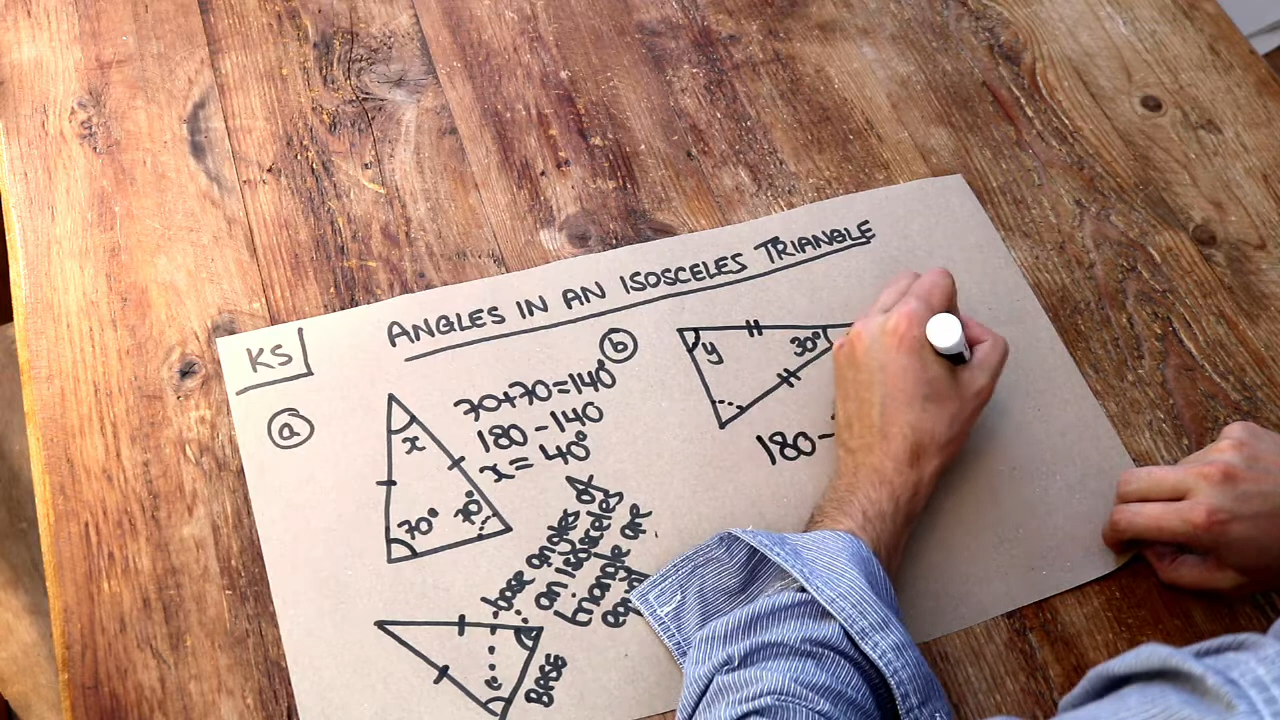 ANGLES IN AN ISOSCELES TRIANGLE
KS
a
x
70°
70°
70+70=140°
180-140
x=40°
b
y
30°
180-
base angles of
an isosceles
triangle are
BASE